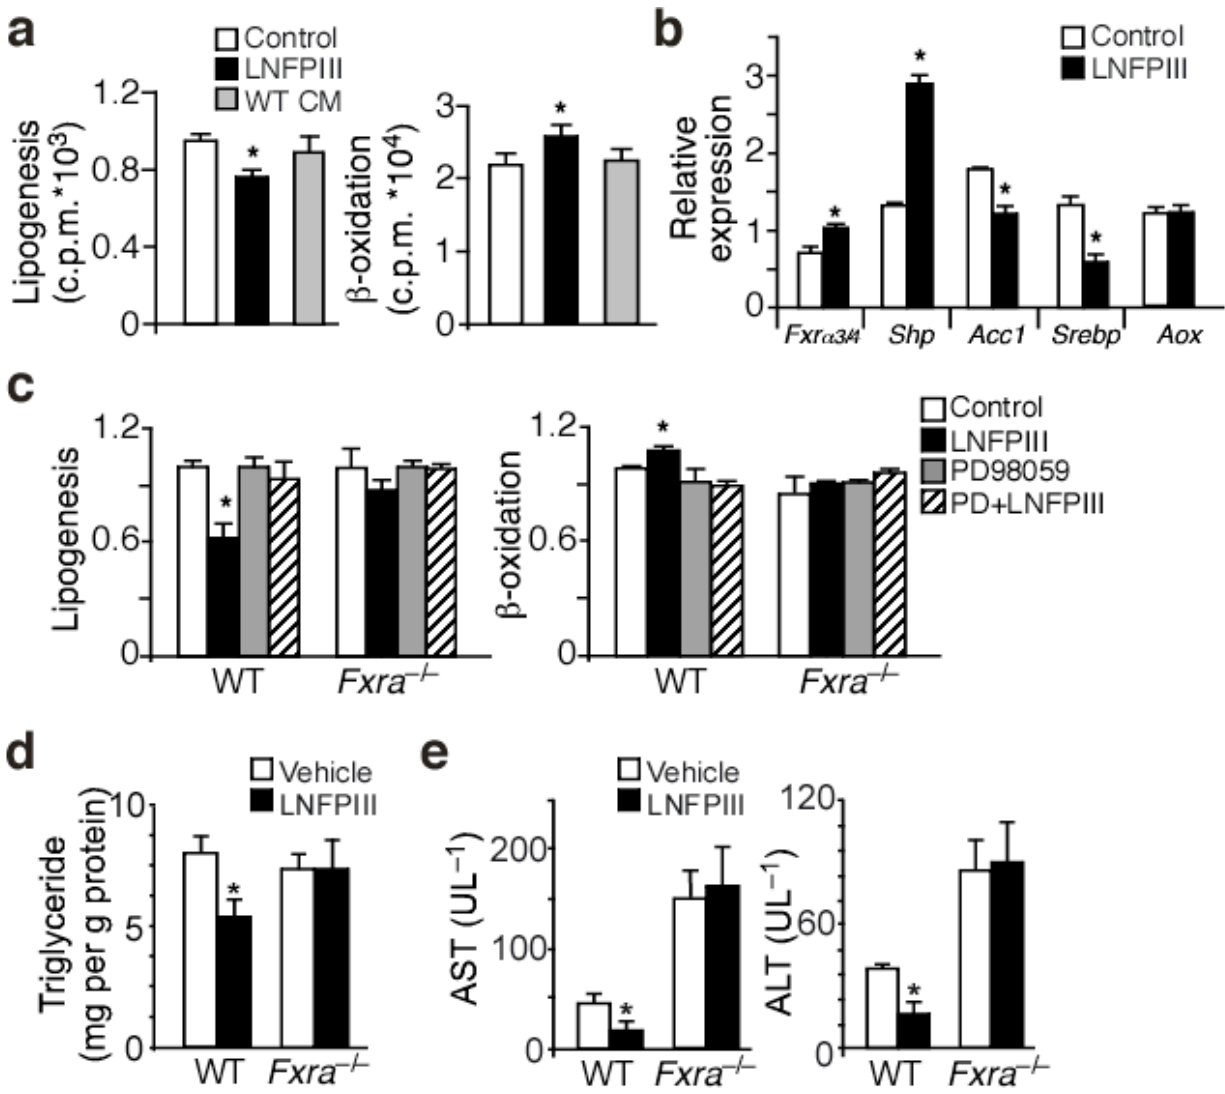 a
Control
LNFPIII
WT CM
Lipogenesis
(c.p.m. *10³)
1.2
0.8
0.4
0
β-oxidation
(c.p.m. *10⁴)
3
2
1
0
*
*
b
Control
LNFPIII
Relative
expression
3
2
1
0
*
*
*
*
Fxrα3/4 Shp Acc1 Srebp Aox
c
Control
LNFPIII
PD98059
PD+LNFPIII
Lipogenesis
1.2
0.6
0
*
WT Fxra⁻/⁻
β-oxidation
1.2
0.6
0
*
WT Fxra⁻/⁻
d
Vehicle
LNFPIII
Triglyceride
(mg per g protein)
10
5
0
*
WT Fxra⁻/⁻
e
Vehicle
LNFPIII
AST (UL⁻¹)
200
100
0
*
WT Fxra⁻/⁻
ALT (UL⁻¹)
120
60
0
*
WT Fxra⁻/⁻